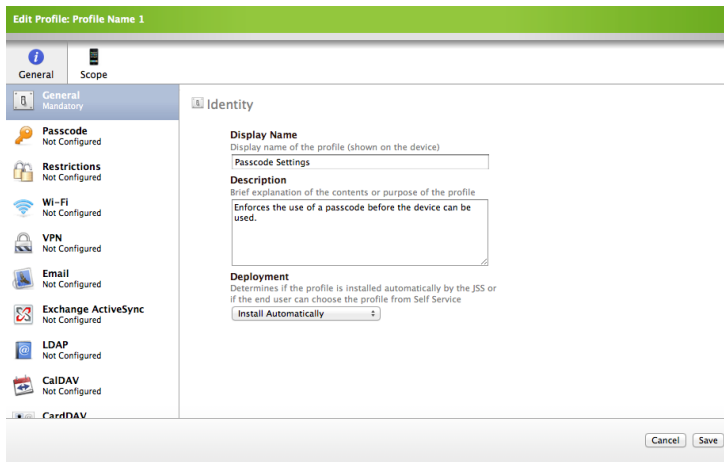 Edit Profile: Profile Name 1
General
Scope
General
Mandatory
Passcode
Not Configured
Restrictions
Not Configured
Wi-Fi
Not Configured
VPN
Not Configured
Email
Not Configured
Exchange ActiveSync
Not Configured
LDAP
Not Configured
CalDAV
Not Configured
CardDAV
Identity
Display Name
Display name of the profile (shown on the device)
Passcode Settings
Description
Brief explanation of the contents or purpose of the profile
Enforces the use of a passcode before the device can be
used.
Deployment
Determines if the profile is installed automatically by the JSS or
if the end user can choose the profile from Self Service
Install Automatically
Cancel
Save